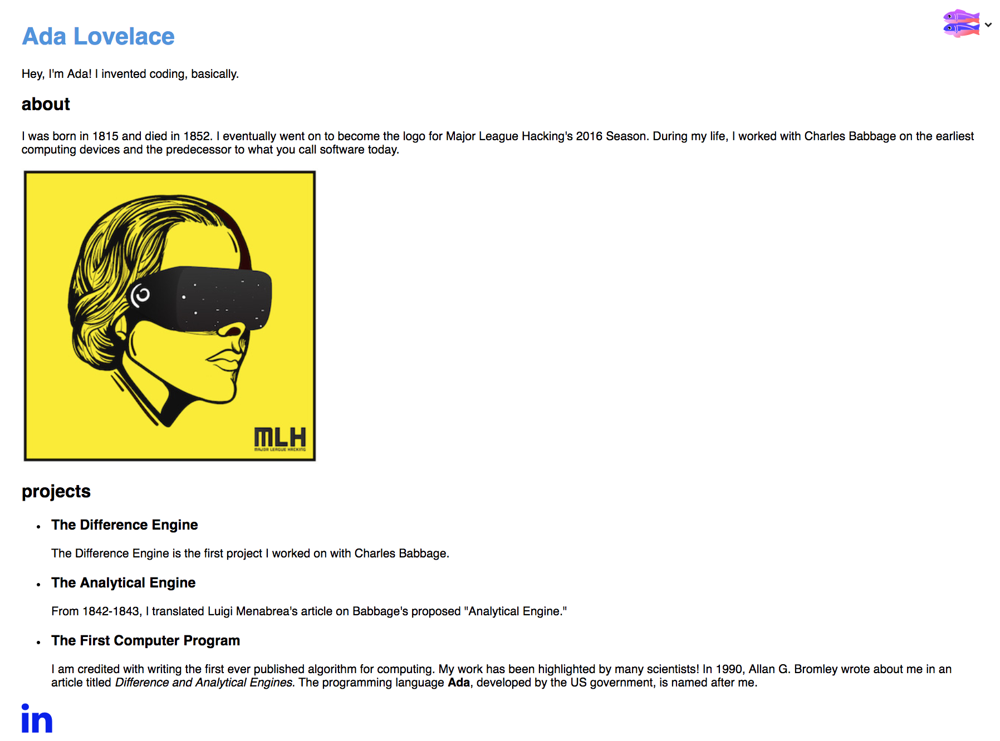 Ada Lovelace
Hey, I'm Ada! I invented coding, basically.
about
I was born in 1815 and died in 1852. I eventually went on to become the logo for Major League Hacking's 2016 Season. During my life, I worked with Charles Babbage on the earliest
computing devices and the predecessor to what you call software today.
MLH
MAJOR LEAGUE HACKING
projects
• The Difference Engine
The Difference Engine is the first project I worked on with Charles Babbage.
• The Analytical Engine
From 1842-1843, I translated Luigi Menabrea's article on Babbage's proposed "Analytical Engine."
• The First Computer Program
I am credited with writing the first ever published algorithm for computing. My work has been highlighted by many scientists! In 1990, Allan G. Bromley wrote about me in an
article titled Difference and Analytical Engines. The programming language Ada, developed by the US government, is named after me.
in